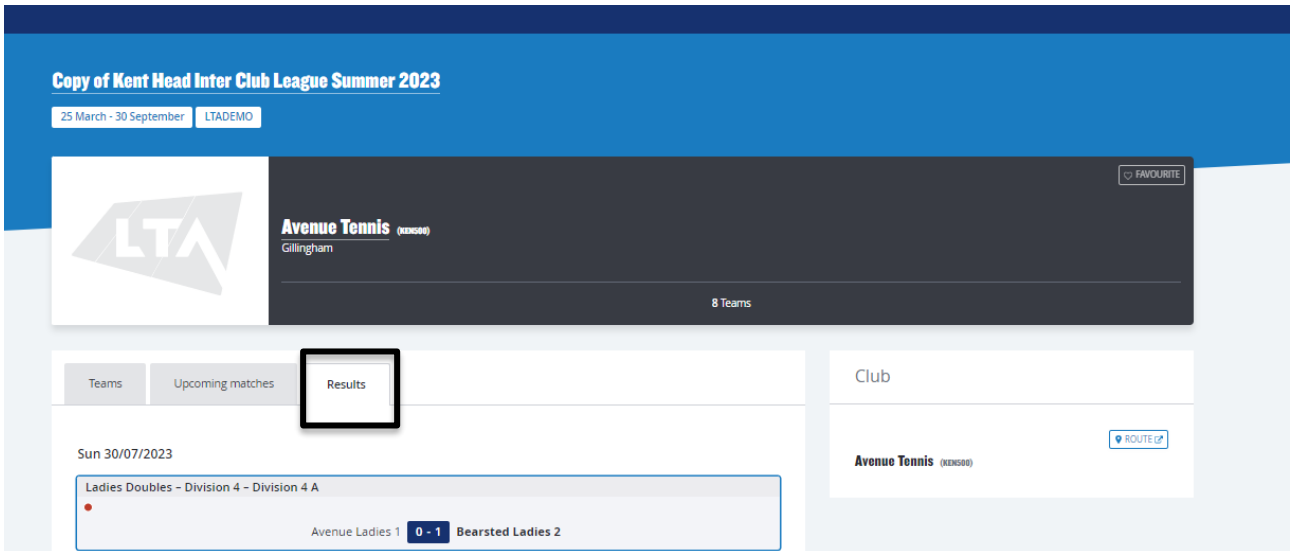 Copy of Kent Head Inter Club League Summer 2023
25 March - 30 September LTADEMO
FAVOURITE
LTA
Avenue Tennis (KEN500)
Gillingham
8 Teams
Teams Upcoming matches Results
Sun 30/07/2023
Ladies Doubles – Division 4 – Division 4 A
Avenue Ladies 1 0 - 1 Bearsted Ladies 2
Club
ROUTE
Avenue Tennis (KEN500)